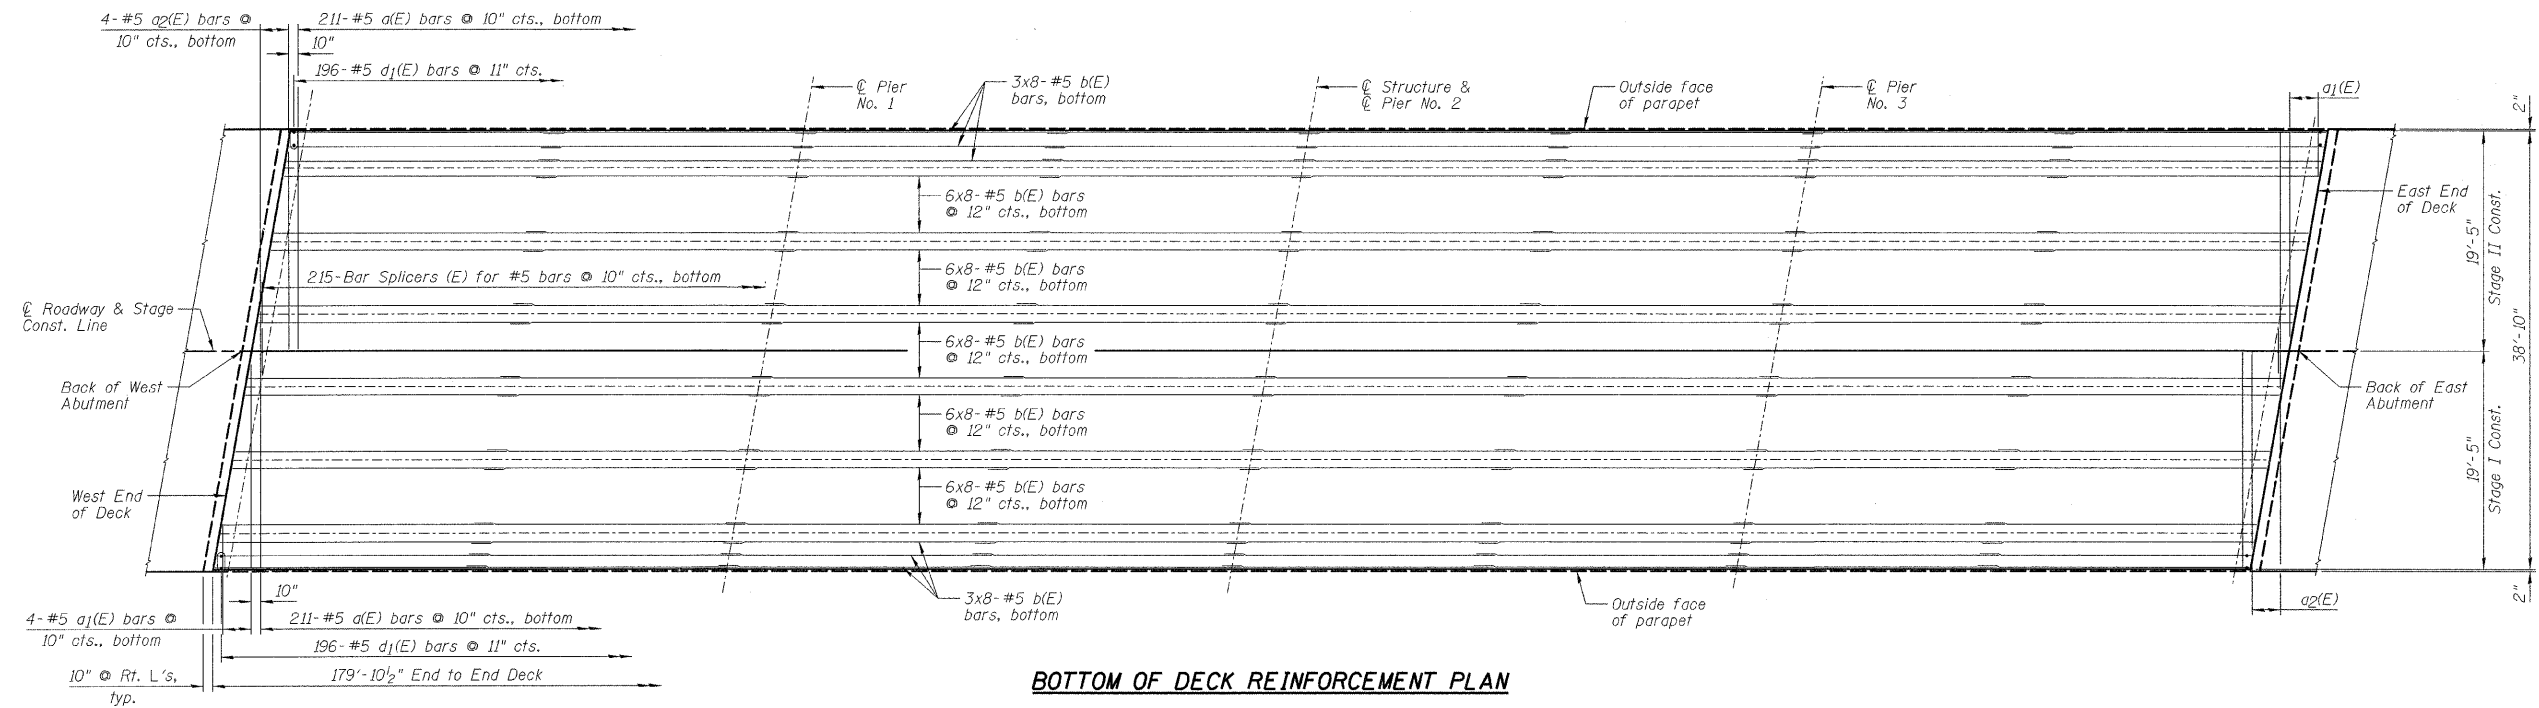 4-#5 a2(E) bars @
10" cts., bottom
211-#5 a(E) bars @ 10" cts., bottom
10"
196-#5 d1(E) bars @ 11" cts.
℄ Pier
No. 1
3x8-#5 b(E)
bars, bottom
℄ Structure &
℄ Pier No. 2
Outside face
of parapet
℄ Pier
No. 3
a1(E)
2"
6x8-#5 b(E) bars
@ 12" cts., bottom
East End
of Deck
6x8-#5 b(E) bars
@ 12" cts., bottom
215-Bar Splicers (E) for #5 bars @ 10" cts., bottom
19'-5"
Stage II Const.
℄ Roadway & Stage
Const. Line
6x8-#5 b(E) bars
@ 12" cts., bottom
38'-10"
Back of West
Abutment
Back of East
Abutment
6x8-#5 b(E) bars
@ 12" cts., bottom
19'-5"
Stage I Const.
West End
of Deck
6x8-#5 b(E) bars
@ 12" cts., bottom
10"
3x8-#5 b(E)
bars, bottom
Outside face
of parapet
a2(E)
2"
4-#5 a1(E) bars @
10" cts., bottom
211-#5 a(E) bars @ 10" cts., bottom
196-#5 d1(E) bars @ 11" cts.
10" @ Rt. L's,
typ.
179'-10½" End to End Deck
BOTTOM OF DECK REINFORCEMENT PLAN